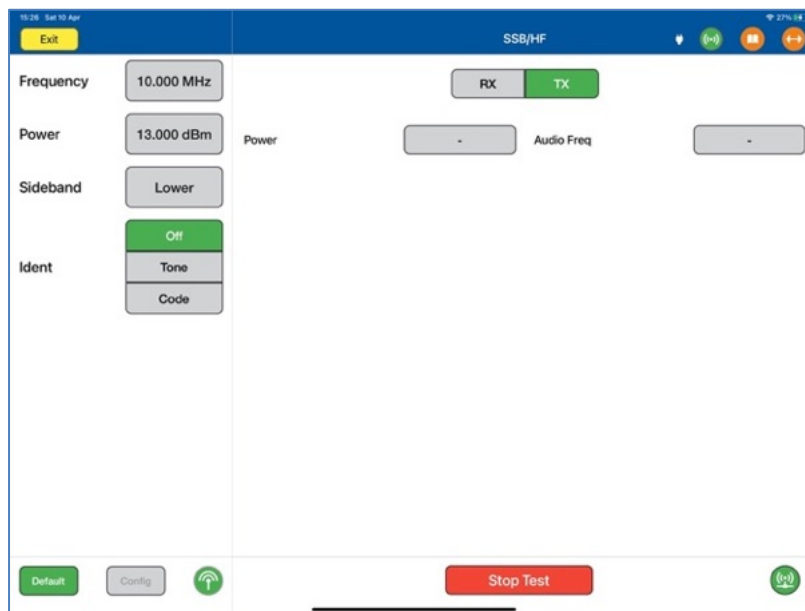 15:26 Sat 10 Apr
27%
Exit
SSB/HF
Frequency
10.000 MHz
RX
TX
Power
13.000 dBm
Power
-
Audio Freq
-
Sideband
Lower
Ident
Off
Tone
Code
Default
Config
Stop Test